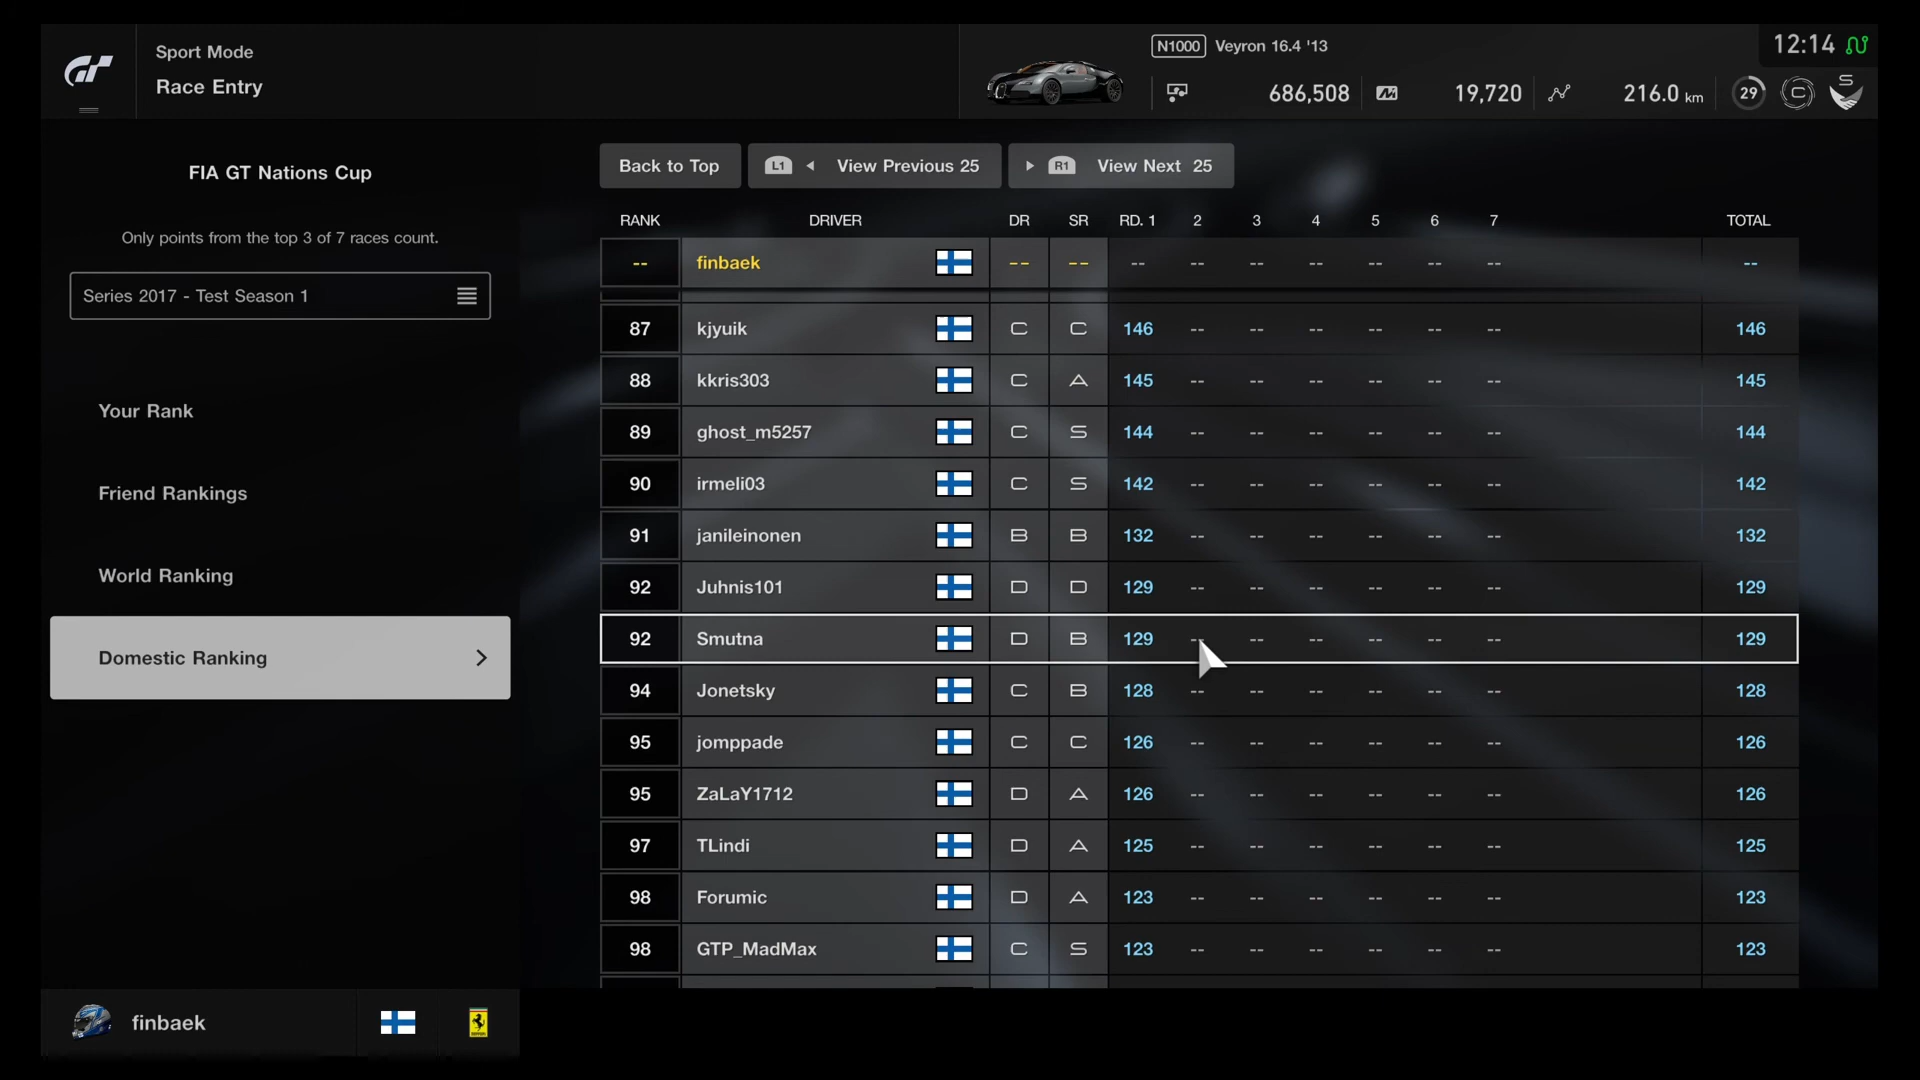 Sport Mode
Race Entry
N1000 Veyron 16.4 '13
12:14
686,508 19,720 216.0 km 29 C S
FIA GT Nations Cup
Only points from the top 3 of 7 races count.
Series 2017 - Test Season 1
Your Rank
Friend Rankings
World Ranking
Domestic Ranking
Back to Top L1 View Previous 25 R1 View Next 25
RANK DRIVER DR SR RD. 1 2 3 4 5 6 7 TOTAL
-- finbaek -- -- -- -- -- -- -- -- -- --
87 kjyuik C C 146 -- -- -- -- -- -- 146
88 kkris303 C A 145 -- -- -- -- -- -- 145
89 ghost_m5257 C S 144 -- -- -- -- -- -- 144
90 irmeli03 C S 142 -- -- -- -- -- -- 142
91 janileinonen B B 132 -- -- -- -- -- -- 132
92 Juhnis101 D D 129 -- -- -- -- -- -- 129
92 Smutna D B 129 -- -- -- -- -- -- 129
94 Jonetsky C B 128 -- -- -- -- -- -- 128
95 jomppade C C 126 -- -- -- -- -- -- 126
95 ZaLaY1712 D A 126 -- -- -- -- -- -- 126
97 TLindi D A 125 -- -- -- -- -- -- 125
98 Forumic D A 123 -- -- -- -- -- -- 123
98 GTP_MadMax C S 123 -- -- -- -- -- -- 123
finbaek